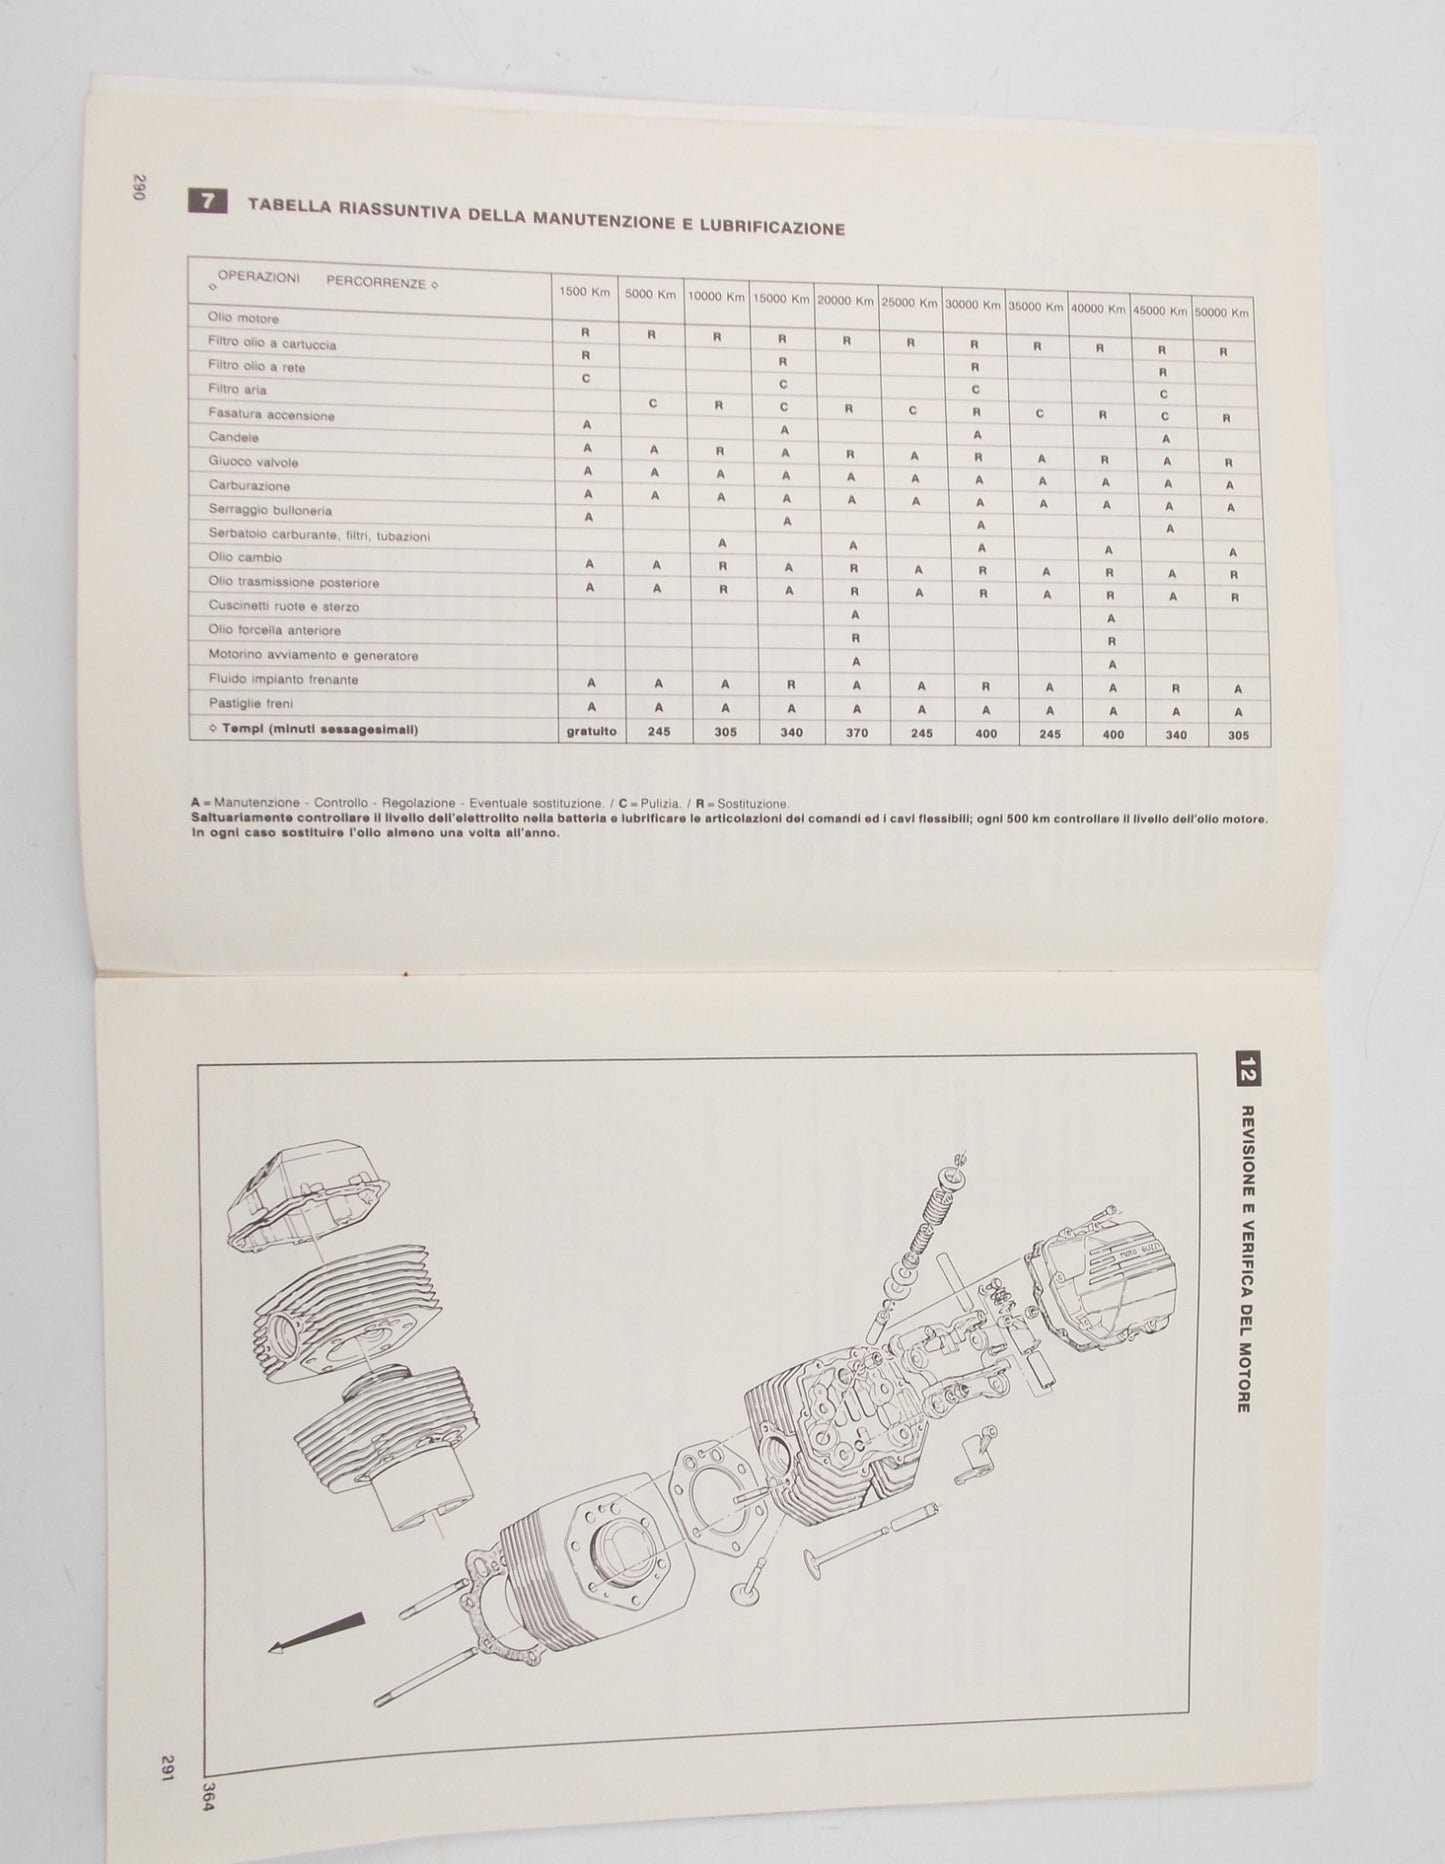 290
7 TABELLA RIASSUNTIVA DELLA MANUTENZIONE E LUBRIFICAZIONE
OPERAZIONI PERCORRENZE 1500 Km 5000 Km 10000 Km 15000 Km 20000 Km 25000 Km 30000 Km 35000 Km 40000 Km 45000 Km 50000 Km
Olio motore R R R R R R R R R R R
Filtro olio a cartuccia R R R R
Filtro olio a rete C C C C
Filtro aria C R C R C R C R C R
Fasatura accensione A A A A
Candele A A R A R A R A R A R
Giuoco valvole A A A A A A A A A A A
Carburazione A A A A A A A A A A A
Serraggio bulloneria A A A A
Serbatoio carburante, filtri, tubazioni A A A A A
Olio cambio A A R A R A R A R A R
Olio trasmissione posteriore A A R A R A R A R A R
Cuscinetti ruote e sterzo A A
Olio forcella anteriore R R
Motorino avviamento e generatore A A
Fluido impianto frenante A A A R A A R A A R A
Pastiglie freni A A A A A A A A A A A
Tempi (minuti sessagesimali) gratuito 245 305 340 370 245 400 245 400 340 305
A = Manutenzione - Controllo - Regolazione - Eventuale sostituzione. / C = Pulizia. / R = Sostituzione.
Saltuariamente controllare il livello dell'elettrolito nella batteria e lubrificare le articolazioni dei comandi ed i cavi flessibili; ogni 500 km controllare il livello dell'olio motore.
In ogni caso sostituire l'olio almeno una volta all'anno.
12 REVISIONE E VERIFICA DEL MOTORE
MOTO GUZZI
364
291